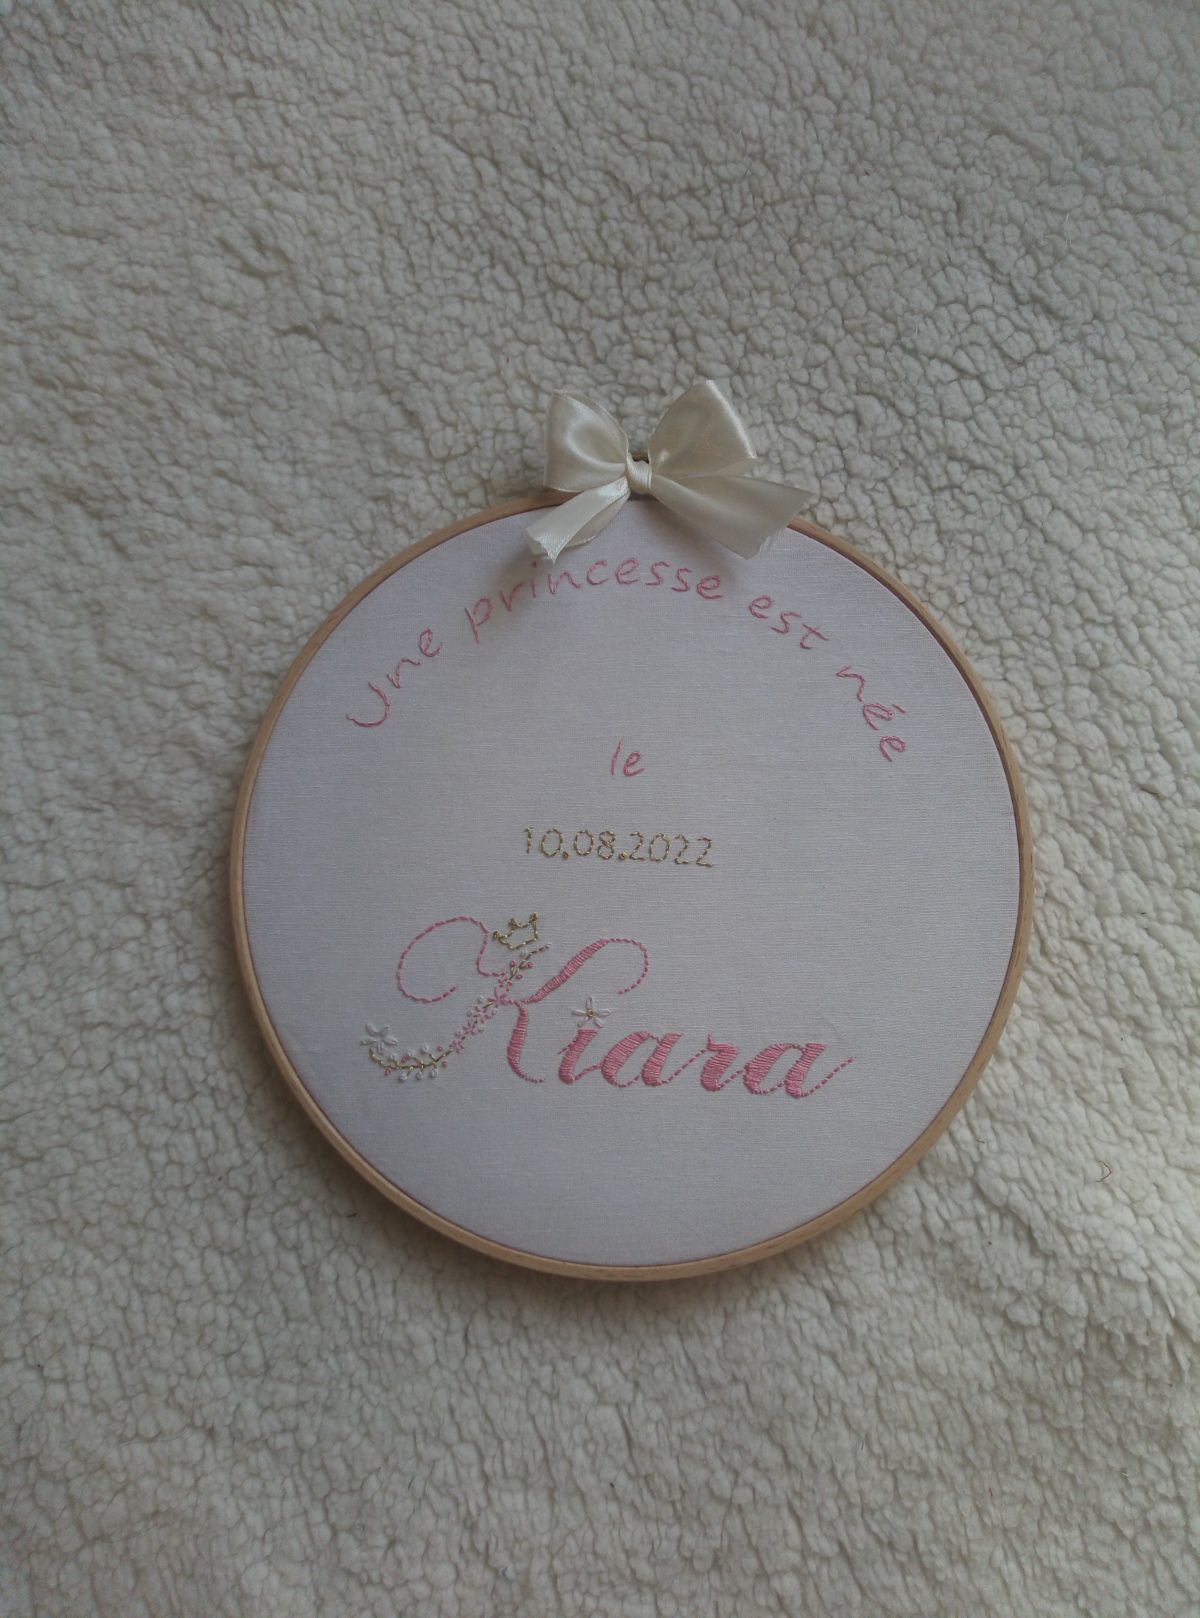 Une princesse est née
le
10.08.2022
Kiara